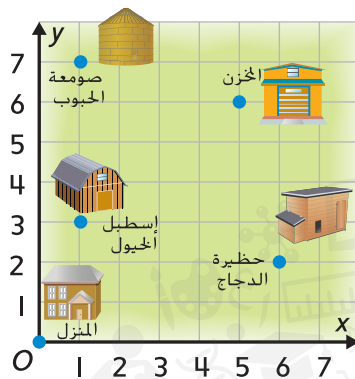 y
7
صومعة
الحبوب
المخزن
6
5
4
3
إسطبل
الخيول
2
حظيرة
الدجاج
1
المنزل
x
O 1 2 3 4 5 6 7